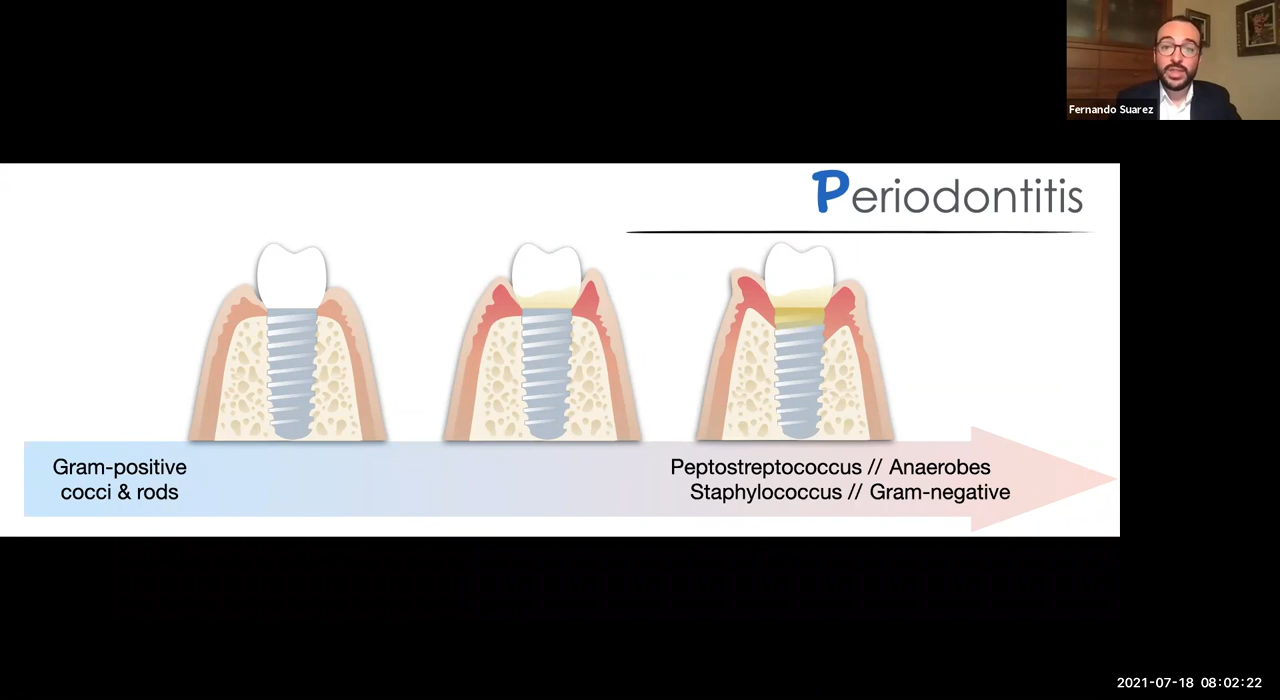 Fernando Suarez
Periodontitis
Gram-positive
cocci & rods
Peptostreptococcus // Anaerobes
Staphylococcus // Gram-negative
2021-07-18 08:02:22